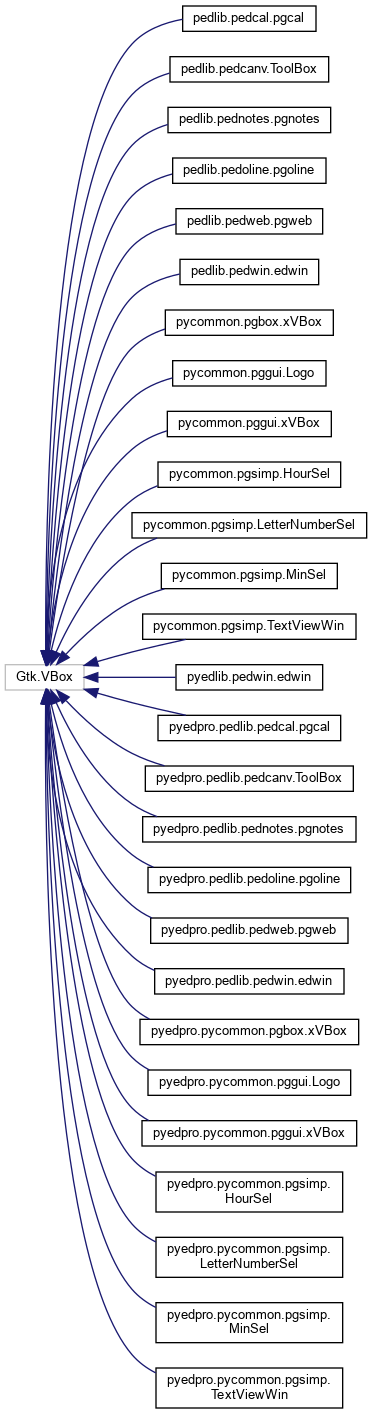 pedlib.pedcal.pgcal
pedlib.pedcanv.ToolBox
pedlib.pednotes.pgnotes
pedlib.pedoline.pgoline
pedlib.pedweb.pgweb
pedlib.pedwin.edwin
pycommon.pgbox.xVBox
pycommon.pggui.Logo
pycommon.pggui.xVBox
pycommon.pgsimp.HourSel
pycommon.pgsimp.LetterNumberSel
pycommon.pgsimp.MinSel
pycommon.pgsimp.TextViewWin
Gtk.VBox
pyedlib.pedwin.edwin
pyedpro.pedlib.pedcal.pgcal
pyedpro.pedlib.pedcanv.ToolBox
pyedpro.pedlib.pednotes.pgnotes
pyedpro.pedlib.pedoline.pgoline
pyedpro.pedlib.pedweb.pgweb
pyedpro.pedlib.pedwin.edwin
pyedpro.pycommon.pgbox.xVBox
pyedpro.pycommon.pggui.Logo
pyedpro.pycommon.pggui.xVBox
pyedpro.pycommon.pgsimp.
HourSel
pyedpro.pycommon.pgsimp.
LetterNumberSel
pyedpro.pycommon.pgsimp.
MinSel
pyedpro.pycommon.pgsimp.
TextViewWin